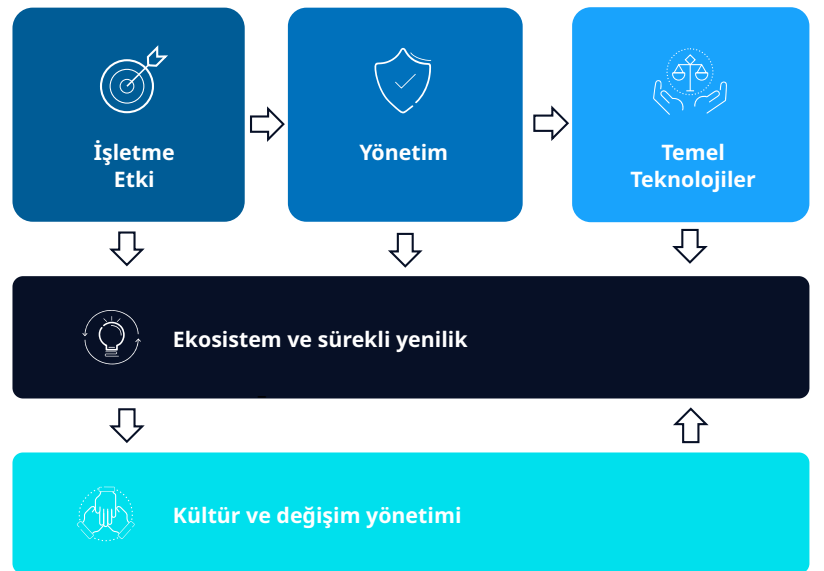 İşletme
Etki
Yönetim
Temel
Teknolojiler
Ekosistem ve sürekli yenilik
Kültür ve değişim yönetimi